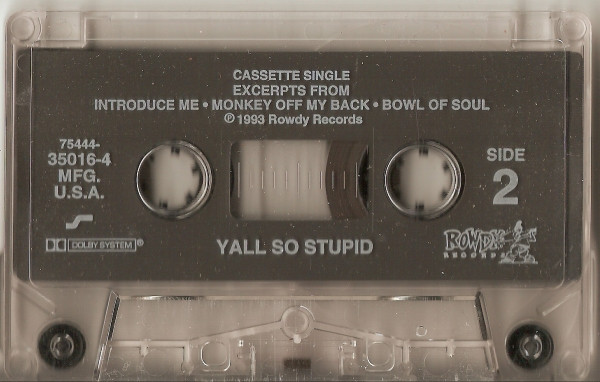 CASSETTE SINGLE
EXCERPTS FROM
INTRODUCE ME • MONKEY OFF MY BACK • BOWL OF SOUL
℗ 1993 Rowdy Records
75444-
35016-4
MFG.
U.S.A.
SIDE
2
DOLBY SYSTEM®
YALL SO STUPID
ROWDY
RECORDS